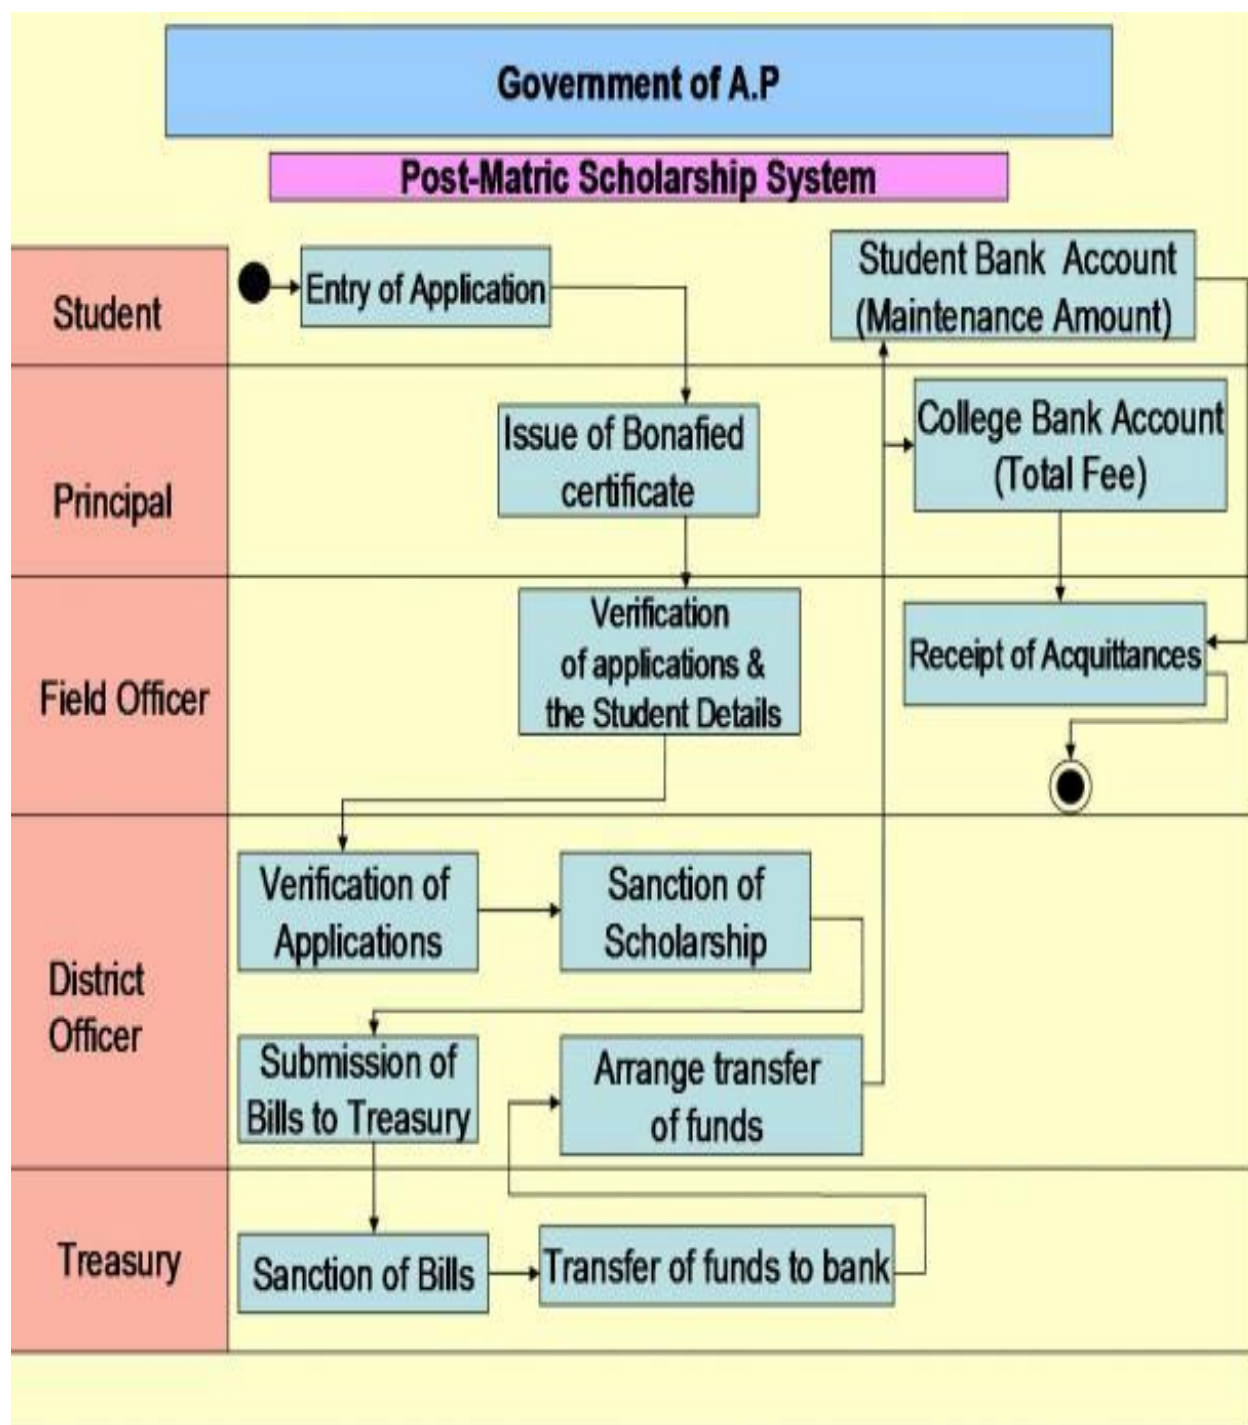 Government of A.P
Post-Matric Scholarship System
Student
Entry of Application
Student Bank Account
(Maintenance Amount)
Principal
Issue of Bonafied
certificate
College Bank Account
(Total Fee)
Field Officer
Verification
of applications &
the Student Details
Receipt of Acquittances
District
Officer
Verification of
Applications
Sanction of
Scholarship
Submission of
Bills to Treasury
Arrange transfer
of funds
Treasury
Sanction of Bills
Transfer of funds to bank